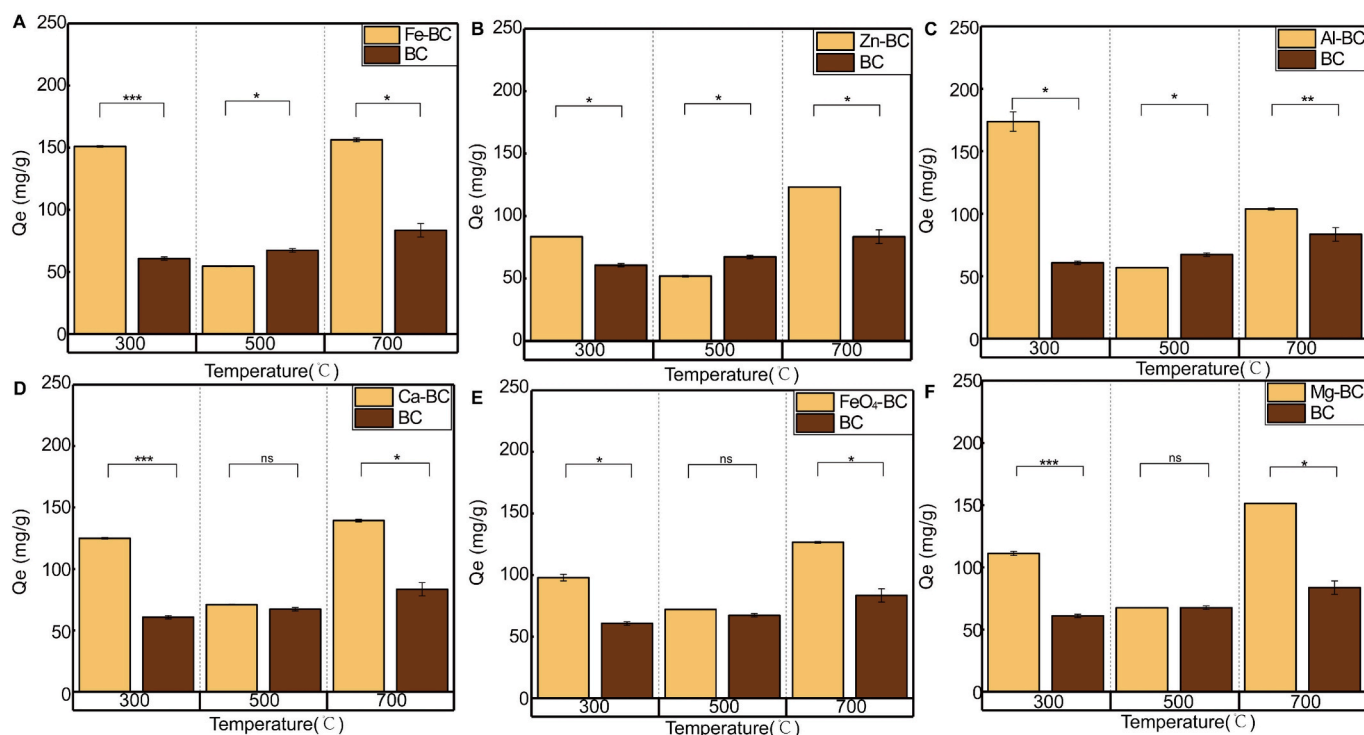 A
Fe-BC
BC
***
*
*
Qe (mg/g)
250
200
150
100
50
0
300 500 700
Temperature(℃)
B
Zn-BC
BC
*
*
*
Qe (mg/g)
250
200
150
100
50
0
300 500 700
Temperature(℃)
C
Al-BC
BC
*
*
**
Qe (mg/g)
250
200
150
100
50
0
300 500 700
Temperature(℃)
D
Ca-BC
BC
***
ns
*
Qe (mg/g)
250
200
150
100
50
0
300 500 700
Temperature(℃)
E
FeO₄-BC
BC
*
ns
*
Qe (mg/g)
250
200
150
100
50
0
300 500 700
Temperature(℃)
F
Mg-BC
BC
***
ns
*
Qe (mg/g)
250
200
150
100
50
0
300 500 700
Temperature(℃)